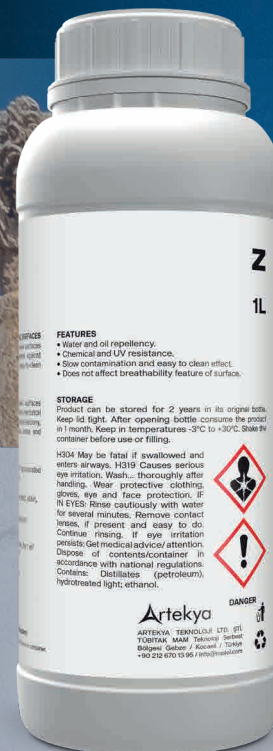 Z
1L
SURFACES
FEATURES
• Water and oil repellency.
• Chemical and UV resistance.
• Slow contamination and easy to clean effect.
• Does not affect breathability feature of surface.
STORAGE
Product can be stored for 2 years in its original bottle.
Keep lid tight. After opening bottle consume the product
in 1 month. Keep in temperatures -3°C to +30°C. Shake the
container before use or filling.
H304 May be fatal if swallowed and
enters airways. H319 Causes serious
eye irritation. Wash... thoroughly after
handling. Wear protective clothing,
gloves, eye and face protection. IF
IN EYES: Rinse cautiously with water
for several minutes. Remove contact
lenses, if present and easy to do.
Continue rinsing. If eye irritation
persists: Get medical advice/ attention.
Dispose of contents/container in
accordance with national regulations.
Contains: Distillates (petroleum),
hydrotreated light; ethanol.
DANGER
Artekya
ARTEKYA TEKNOLOJİ LTD. ŞTİ.
TÜBİTAK MAM Teknoloji Serbest
Bölgesi Gebze / Kocaeli / Türkiye
+90 212 670 13 95 /